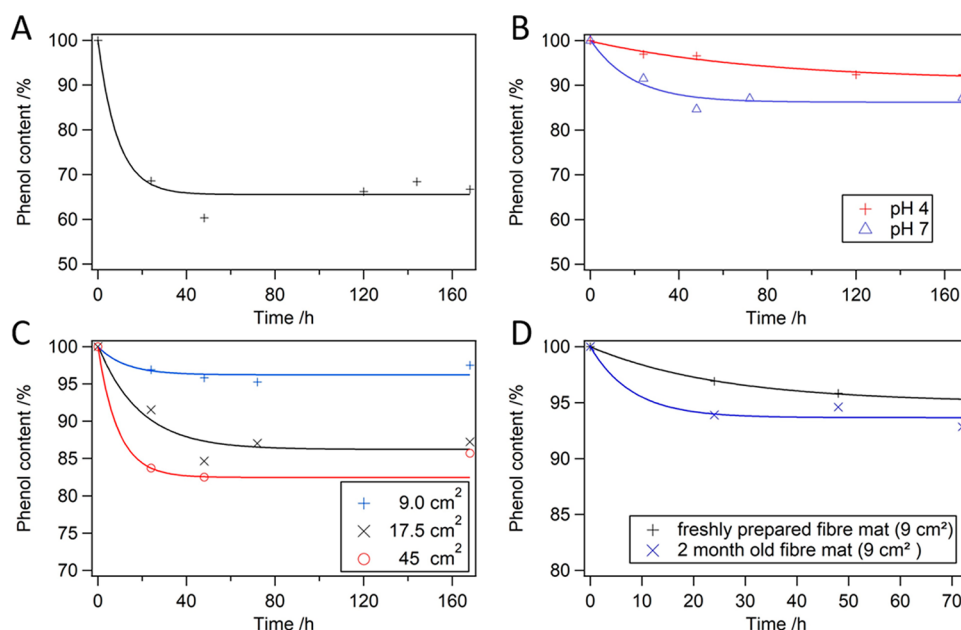 A
Phenol content /%
100
90
80
70
60
50
0
40
80
120
160
Time /h
B
Phenol content /%
100
90
80
70
60
50
pH 4
pH 7
0
40
80
120
160
Time /h
C
Phenol content /%
100
95
90
85
80
75
70
9.0 cm²
17.5 cm²
45 cm²
0
40
80
120
160
Time /h
D
Phenol content /%
100
95
90
85
80
freshly prepared fibre mat (9 cm²)
2 month old fibre mat (9 cm² )
0
10
20
30
40
50
60
70
Time /h